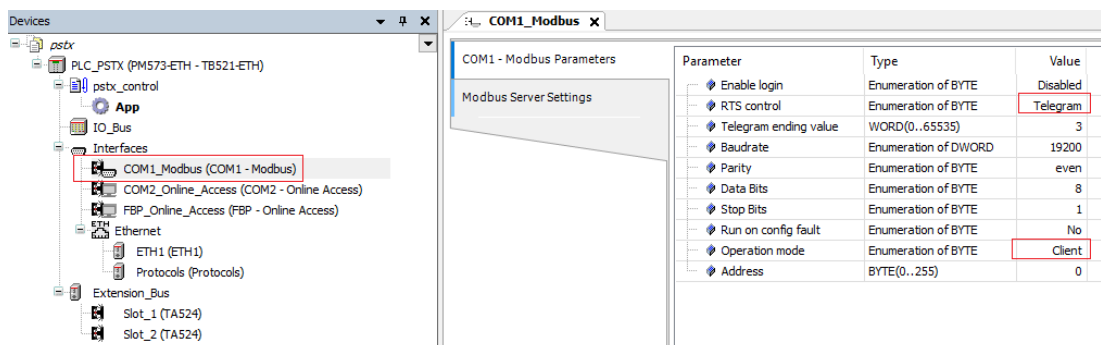 Devices
pstx
PLC_PSTX (PM573-ETH - TB521-ETH)
pstx_control
App
IO_Bus
Interfaces
COM1_Modbus (COM1 - Modbus)
COM2_Online_Access (COM2 - Online Access)
FBP_Online_Access (FBP - Online Access)
ETH Ethernet
ETH1 (ETH1)
Protocols (Protocols)
Extension_Bus
Slot_1 (TA524)
Slot_2 (TA524)
COM1_Modbus
COM1 - Modbus Parameters
Modbus Server Settings
Parameter Type Value
Enable login Enumeration of BYTE Disabled
RTS control Enumeration of BYTE Telegram
Telegram ending value WORD(0..65535) 3
Baudrate Enumeration of DWORD 19200
Parity Enumeration of BYTE even
Data Bits Enumeration of BYTE 8
Stop Bits Enumeration of BYTE 1
Run on config fault Enumeration of BYTE No
Operation mode Enumeration of BYTE Client
Address BYTE(0..255) 0